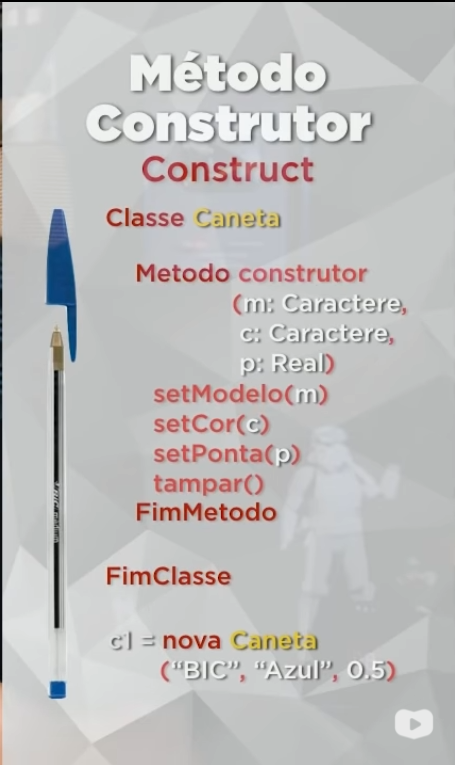 Método
Construtor
Construct
Classe Caneta
Metodo construtor
(m: Caractere,
c: Caractere,
p: Real)
setModelo(m)
setCor(c)
setPonta(p)
tampar()
FimMetodo
FimClasse
c1 = nova Caneta
(“BIC”, “Azul”, 0.5)